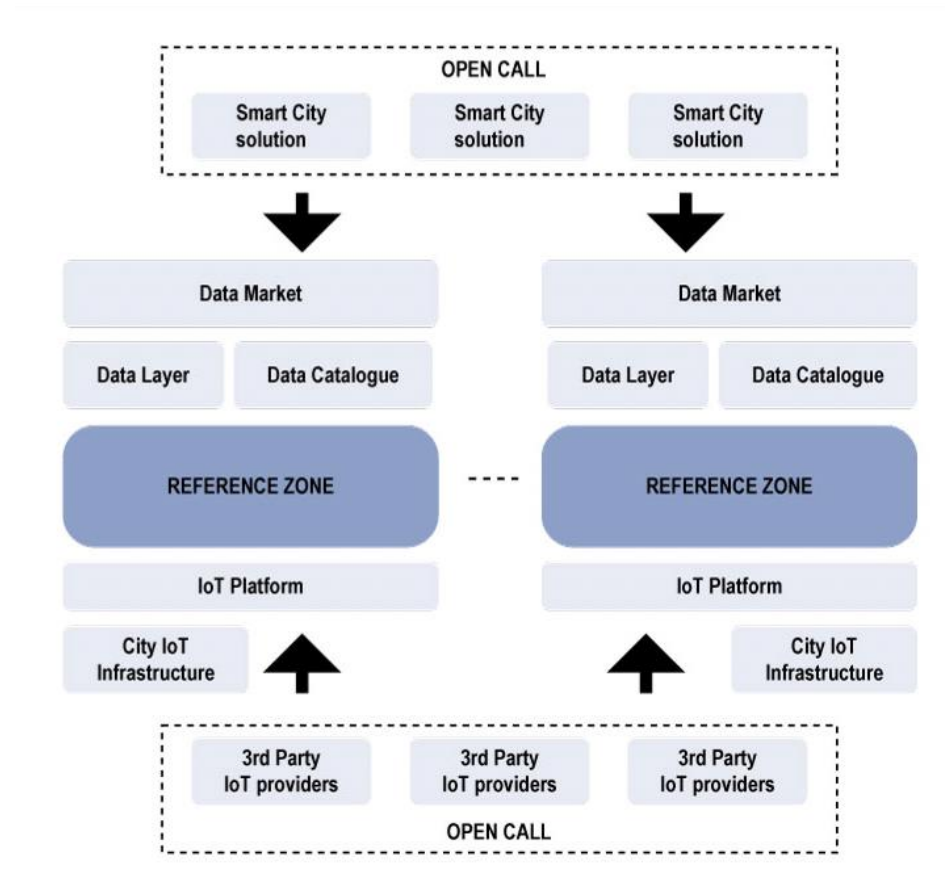 OPEN CALL
Smart City
solution
Smart City
solution
Smart City
solution
Data Market
Data Market
Data Layer
Data Catalogue
Data Layer
Data Catalogue
REFERENCE ZONE
REFERENCE ZONE
IoT Platform
IoT Platform
City IoT
Infrastructure
City IoT
Infrastructure
3rd Party
IoT providers
3rd Party
IoT providers
3rd Party
IoT providers
OPEN CALL